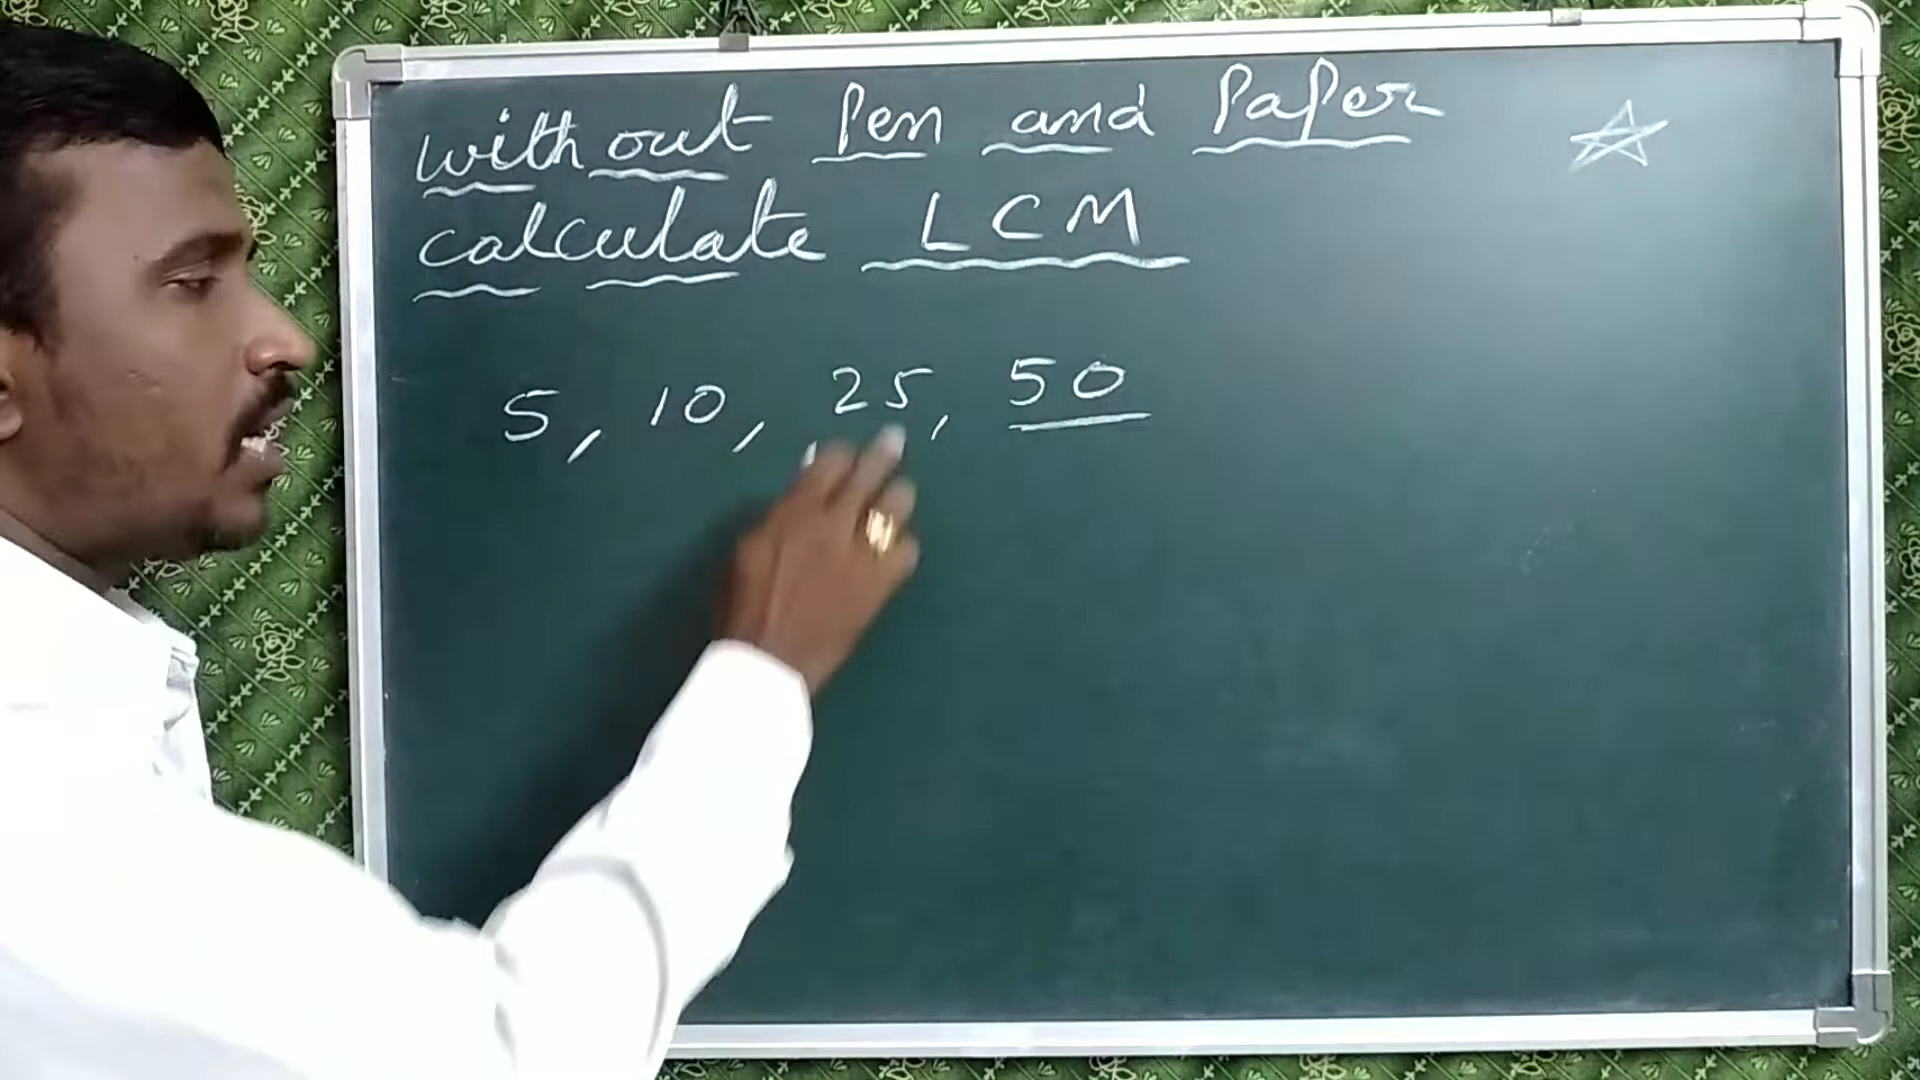 without Pen and Paper
calculate LCM
5, 10, 25, 50